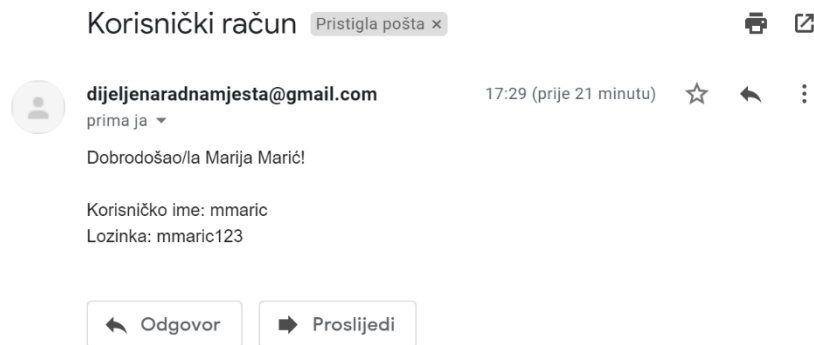 Korisnički račun Pristigla pošta ×
dijeljenaradnamjesta@gmail.com 17:29 (prije 21 minutu)
prima ja
Dobrodošao/la Marija Marić!
Korisničko ime: mmaric
Lozinka: mmaric123
Odgovor Proslijedi